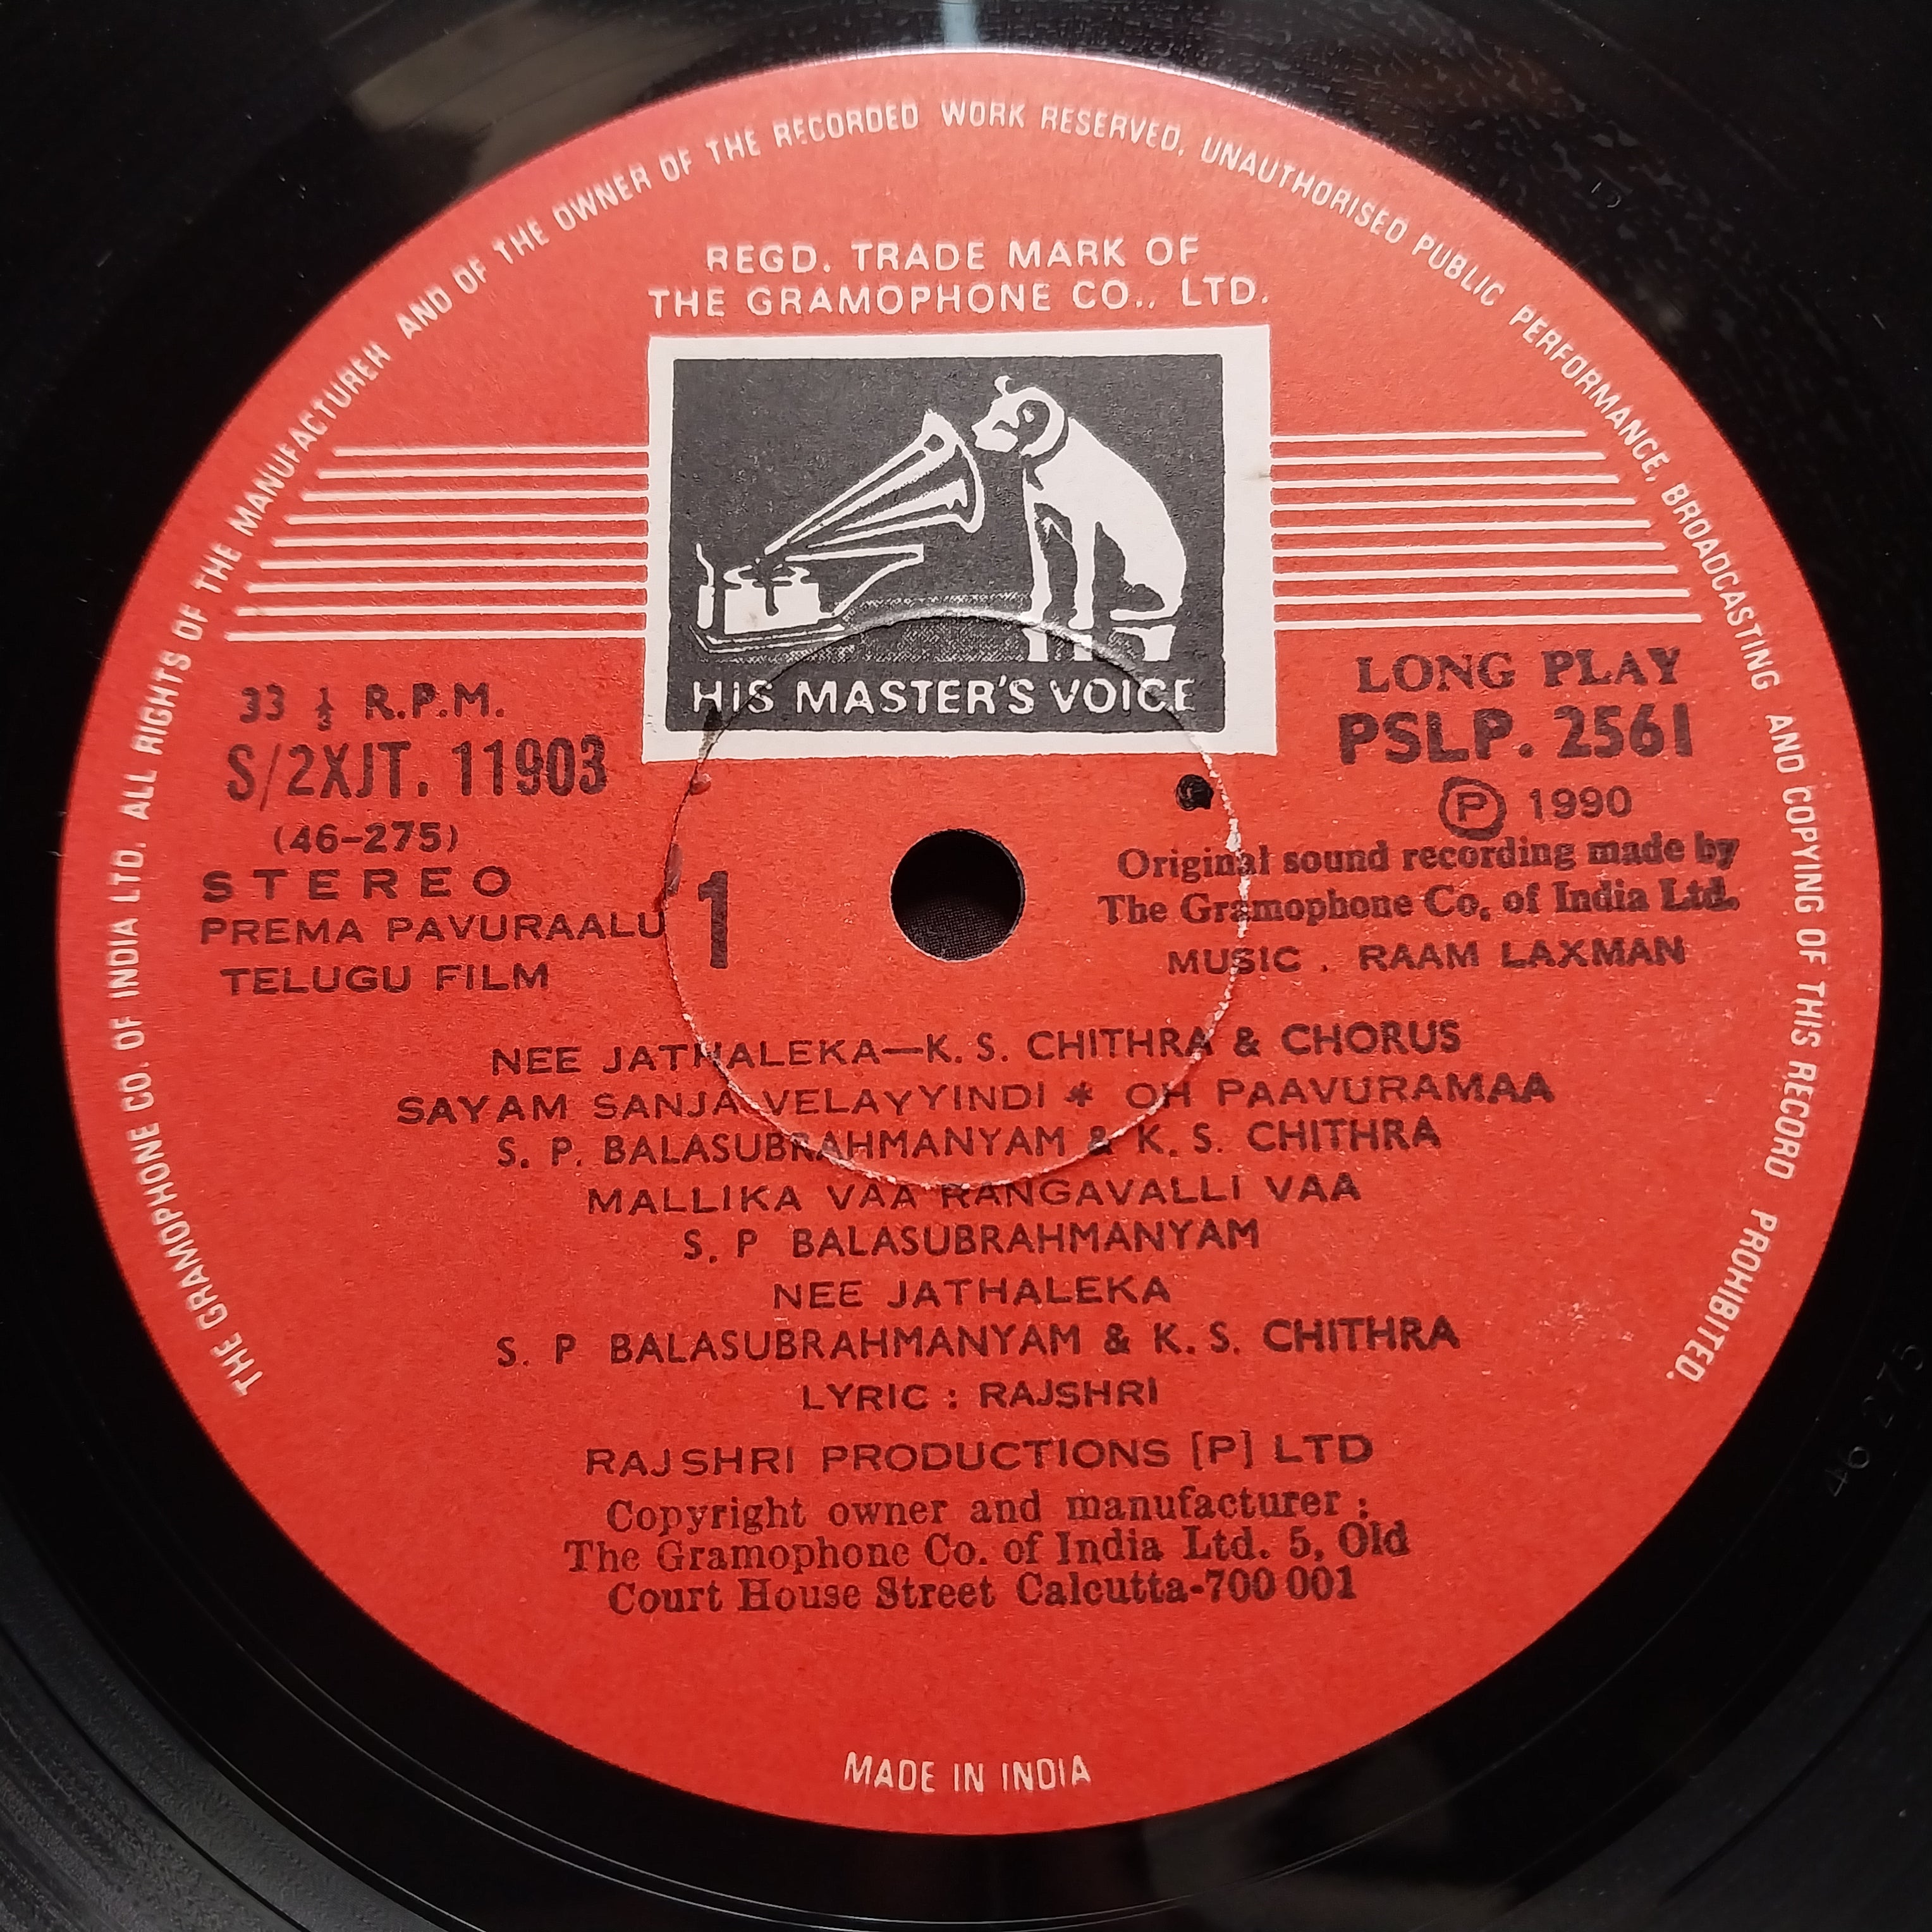 THE GRAMOPHONE CO. OF INDIA LTD. ALL RIGHTS OF THE MANUFACTURER AND OF THE OWNER OF THE RECORDED WORK RESERVED. UNAUTHORISED PUBLIC PERFORMANCE, BROADCASTING AND COPYING OF THIS RECORD PROHIBITED.
REGD. TRADE MARK OF
THE GRAMOPHONE CO., LTD.
HIS MASTER'S VOICE
33 1/3 R.P.M.
S/2XJT. 11903
(46-275)
STEREO
PREMA PAVURAALU
TELUGU FILM
1
LONG PLAY
PSLP. 2561
Ⓟ 1990
Original sound recording made by
The Gramophone Co. of India Ltd.
MUSIC . RAAM LAXMAN
NEE JATHALEKA—K. S. CHITHRA & CHORUS
SAYAM SANJA VELAYYINDI * OH PAAVURAMAA
S. P. BALASUBRAHMANYAM & K. S. CHITHRA
MALLIKA VAA RANGAVALLI VAA
S. P BALASUBRAHMANYAM
NEE JATHALEKA
S. P BALASUBRAHMANYAM & K. S. CHITHRA
LYRIC : RAJSHRI
RAJSHRI PRODUCTIONS [P] LTD
Copyright owner and manufacturer :
The Gramophone Co. of India Ltd. 5, Old
Court House Street Calcutta-700 001
MADE IN INDIA
46 275